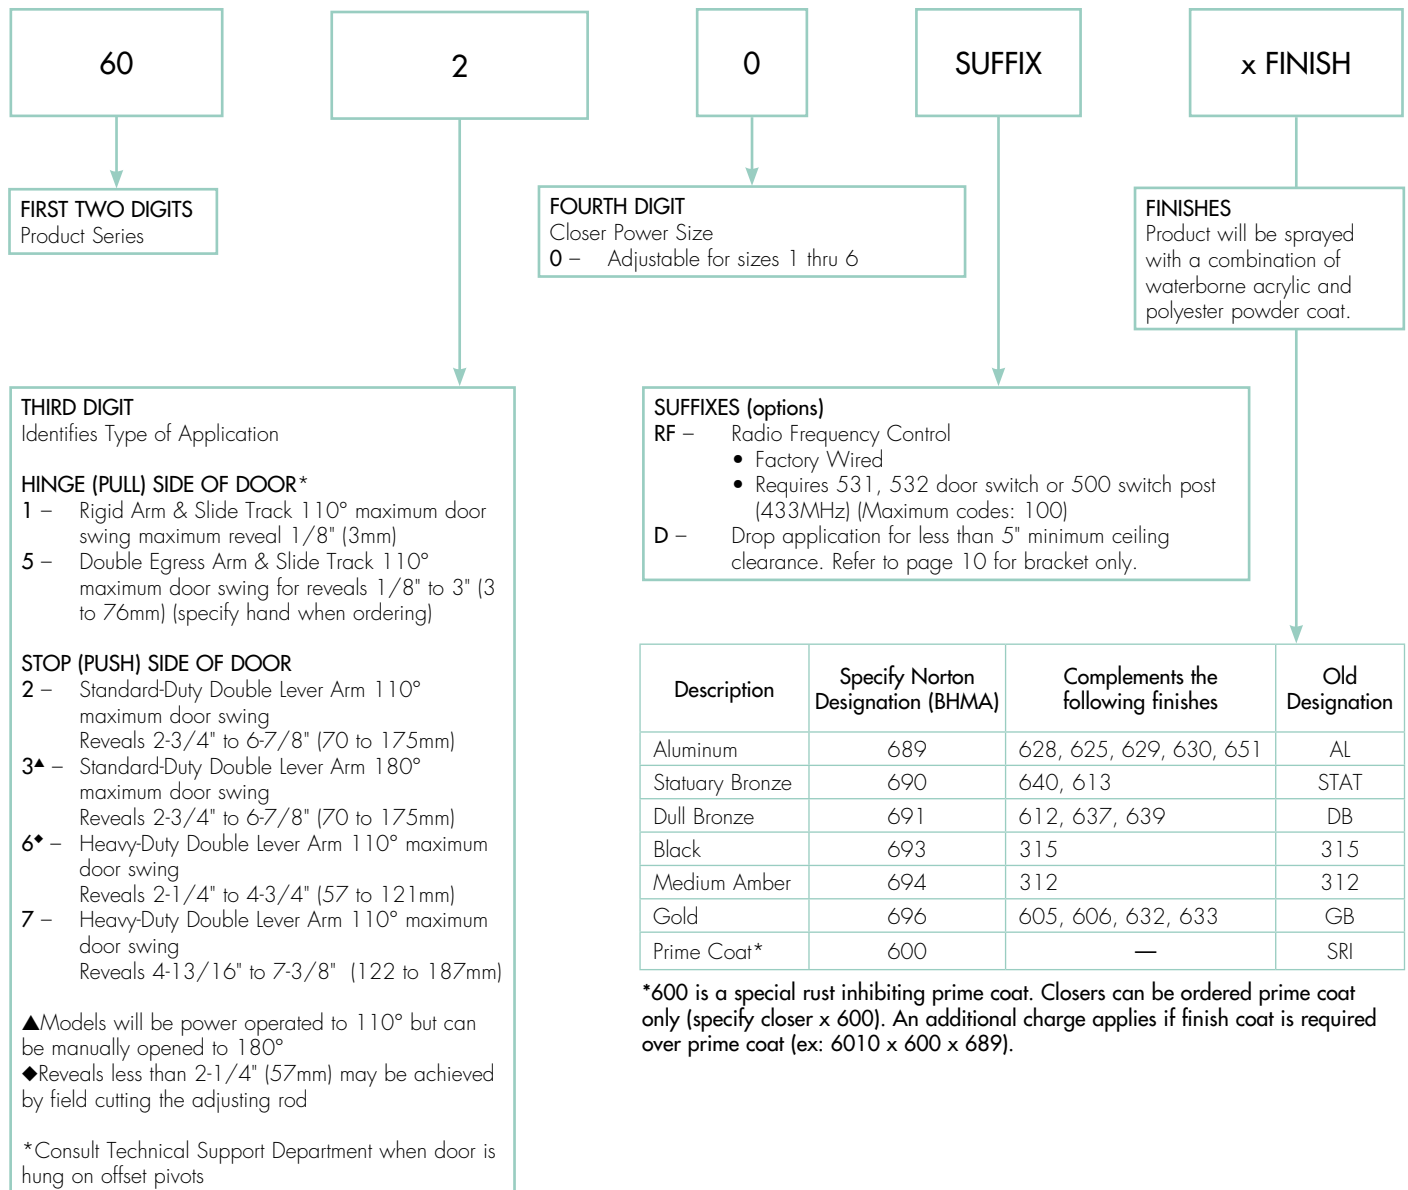 60
2
0
SUFFIX
x FINISH
FIRST TWO DIGITS
Product Series
FOURTH DIGIT
Closer Power Size
0 – Adjustable for sizes 1 thru 6
FINISHES
Product will be sprayed
with a combination of
waterborne acrylic and
polyester powder coat.
THIRD DIGIT
Identifies Type of Application
HINGE (PULL) SIDE OF DOOR*
1 – Rigid Arm & Slide Track 110° maximum door
swing maximum reveal 1/8" (3mm)
5 – Double Egress Arm & Slide Track 110°
maximum door swing for reveals 1/8" to 3" (3
to 76mm) (specify hand when ordering)
STOP (PUSH) SIDE OF DOOR
2 – Standard-Duty Double Lever Arm 110°
maximum door swing
Reveals 2-3/4" to 6-7/8" (70 to 175mm)
3▲ – Standard-Duty Double Lever Arm 180°
maximum door swing
Reveals 2-3/4" to 6-7/8" (70 to 175mm)
6◆ – Heavy-Duty Double Lever Arm 110° maximum
door swing
Reveals 2-1/4" to 4-3/4" (57 to 121mm)
7 – Heavy-Duty Double Lever Arm 110° maximum
door swing
Reveals 4-13/16" to 7-3/8" (122 to 187mm)
▲Models will be power operated to 110° but can
be manually opened to 180°
◆Reveals less than 2-1/4" (57mm) may be achieved
by field cutting the adjusting rod
*Consult Technical Support Department when door is
hung on offset pivots
SUFFIXES (options)
RF – Radio Frequency Control
• Factory Wired
• Requires 531, 532 door switch or 500 switch post
(433MHz) (Maximum codes: 100)
D – Drop application for less than 5" minimum ceiling
clearance. Refer to page 10 for bracket only.
Description Specify Norton Designation (BHMA) Complements the following finishes Old Designation
Aluminum 689 628, 625, 629, 630, 651 AL
Statuary Bronze 690 640, 613 STAT
Dull Bronze 691 612, 637, 639 DB
Black 693 315 315
Medium Amber 694 312 312
Gold 696 605, 606, 632, 633 GB
Prime Coat* 600 — SRI
*600 is a special rust inhibiting prime coat. Closers can be ordered prime coat
only (specify closer x 600). An additional charge applies if finish coat is required
over prime coat (ex: 6010 x 600 x 689).